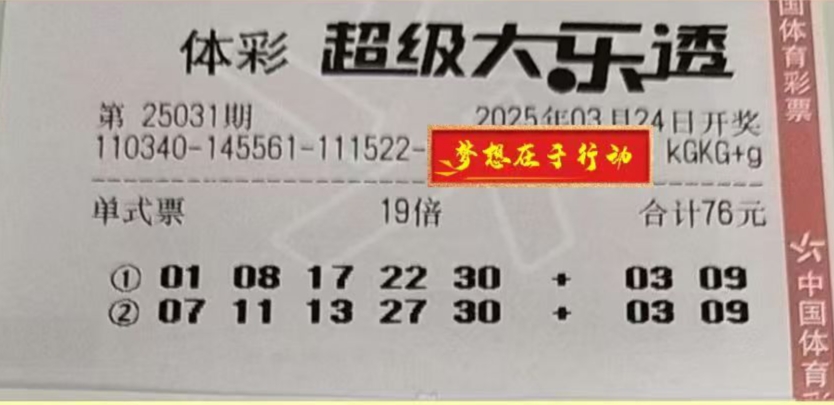 体彩 超级大乐透
第 25031期 2025年03月24日开奖
110340-145561-111522- 梦想在于行动 kGKG+g
单式票 19倍 合计76元
① 01 08 17 22 30 + 03 09
② 07 11 13 27 30 + 03 09
国体育彩票
中国体育